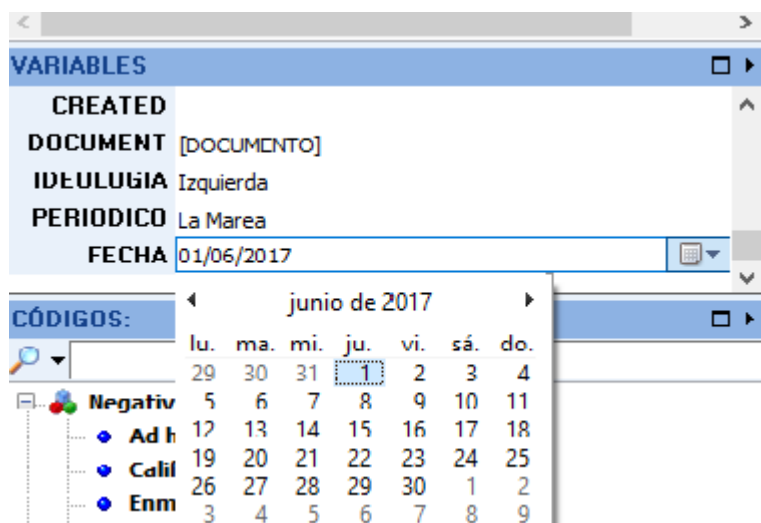 VARIABLES
CREATED
DOCUMENT [DOCUMENTO]
IDEOLOGIA Izquierda
PERIODICO La Marea
FECHA 01/06/2017
junio de 2017
CÓDIGOS:
lu. ma. mi. ju. vi. sá. do.
29 30 31 1 2 3 4
Negativ 5 6 7 8 9 10 11
Ad h 12 13 14 15 16 17 18
Calif 19 20 21 22 23 24 25
26 27 28 29 30 1 2
Enm 3 4 5 6 7 8 9